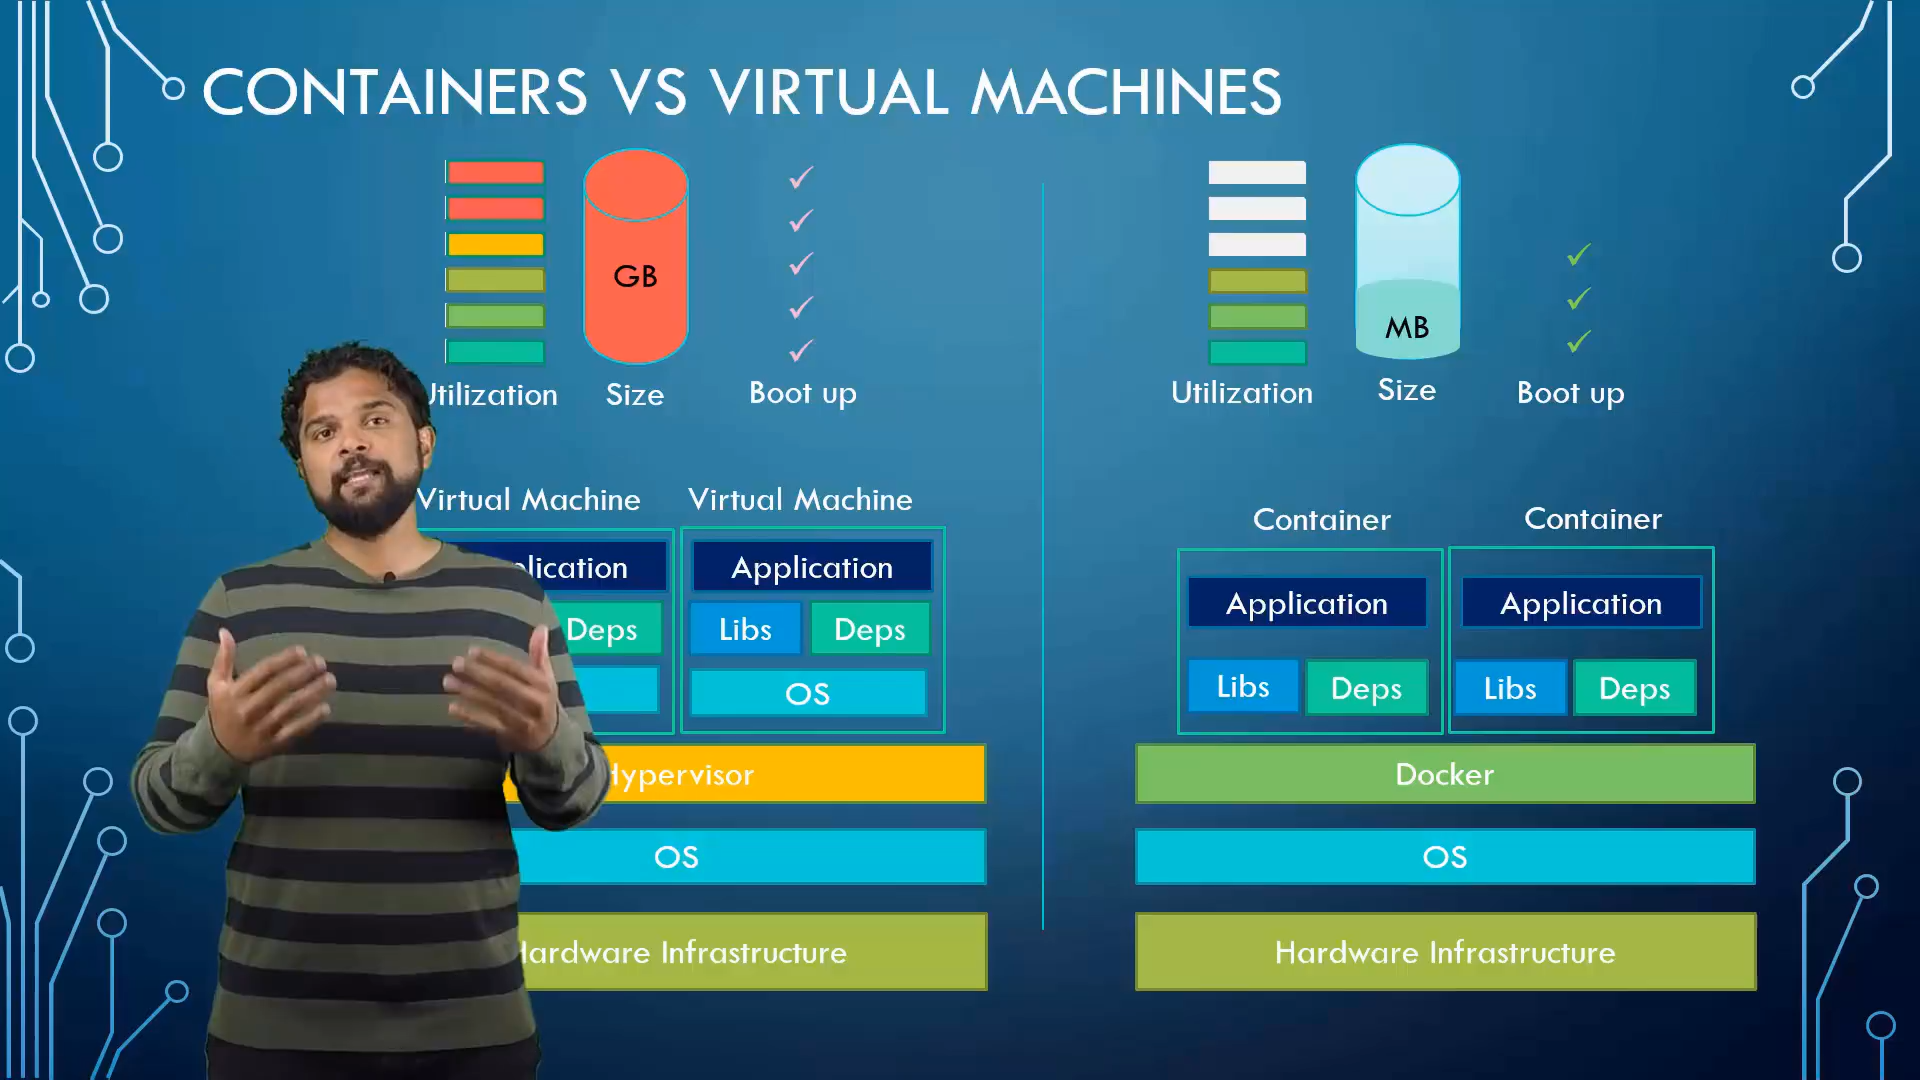 CONTAINERS VS VIRTUAL MACHINES
GB
Utilization
Size
Boot up
MB
Utilization
Size
Boot up
Virtual Machine
Virtual Machine
Application
Deps
Application
Libs
Deps
OS
Hypervisor
OS
Hardware Infrastructure
Container
Container
Application
Application
Libs
Deps
Libs
Deps
Docker
OS
Hardware Infrastructure